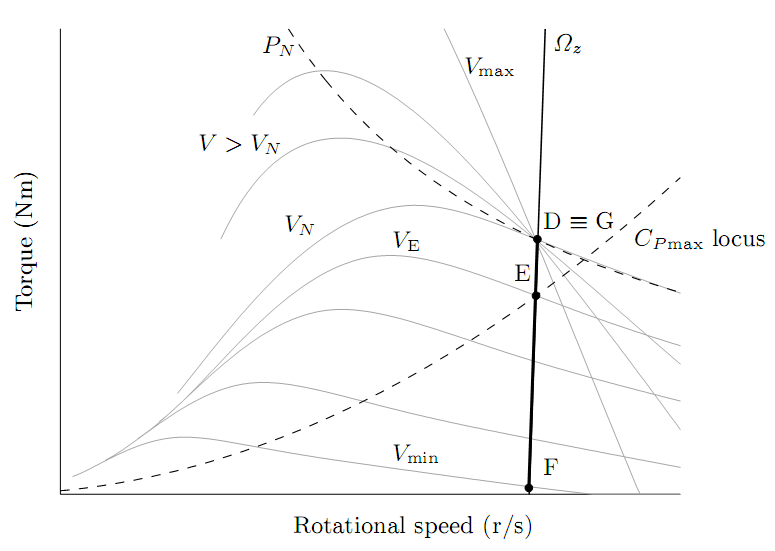 P_N
Ω_z
V_max
V > V_N
V_N
V_E
D ≡ G
C_Pmax locus
E
V_min
F
Torque (Nm)
Rotational speed (r/s)